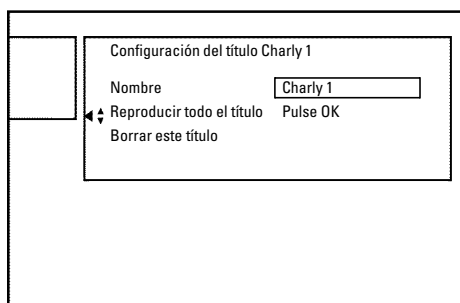 Configuración del título Charly 1
Nombre Charly 1
Reproducir todo el título Pulse OK
Borrar este título